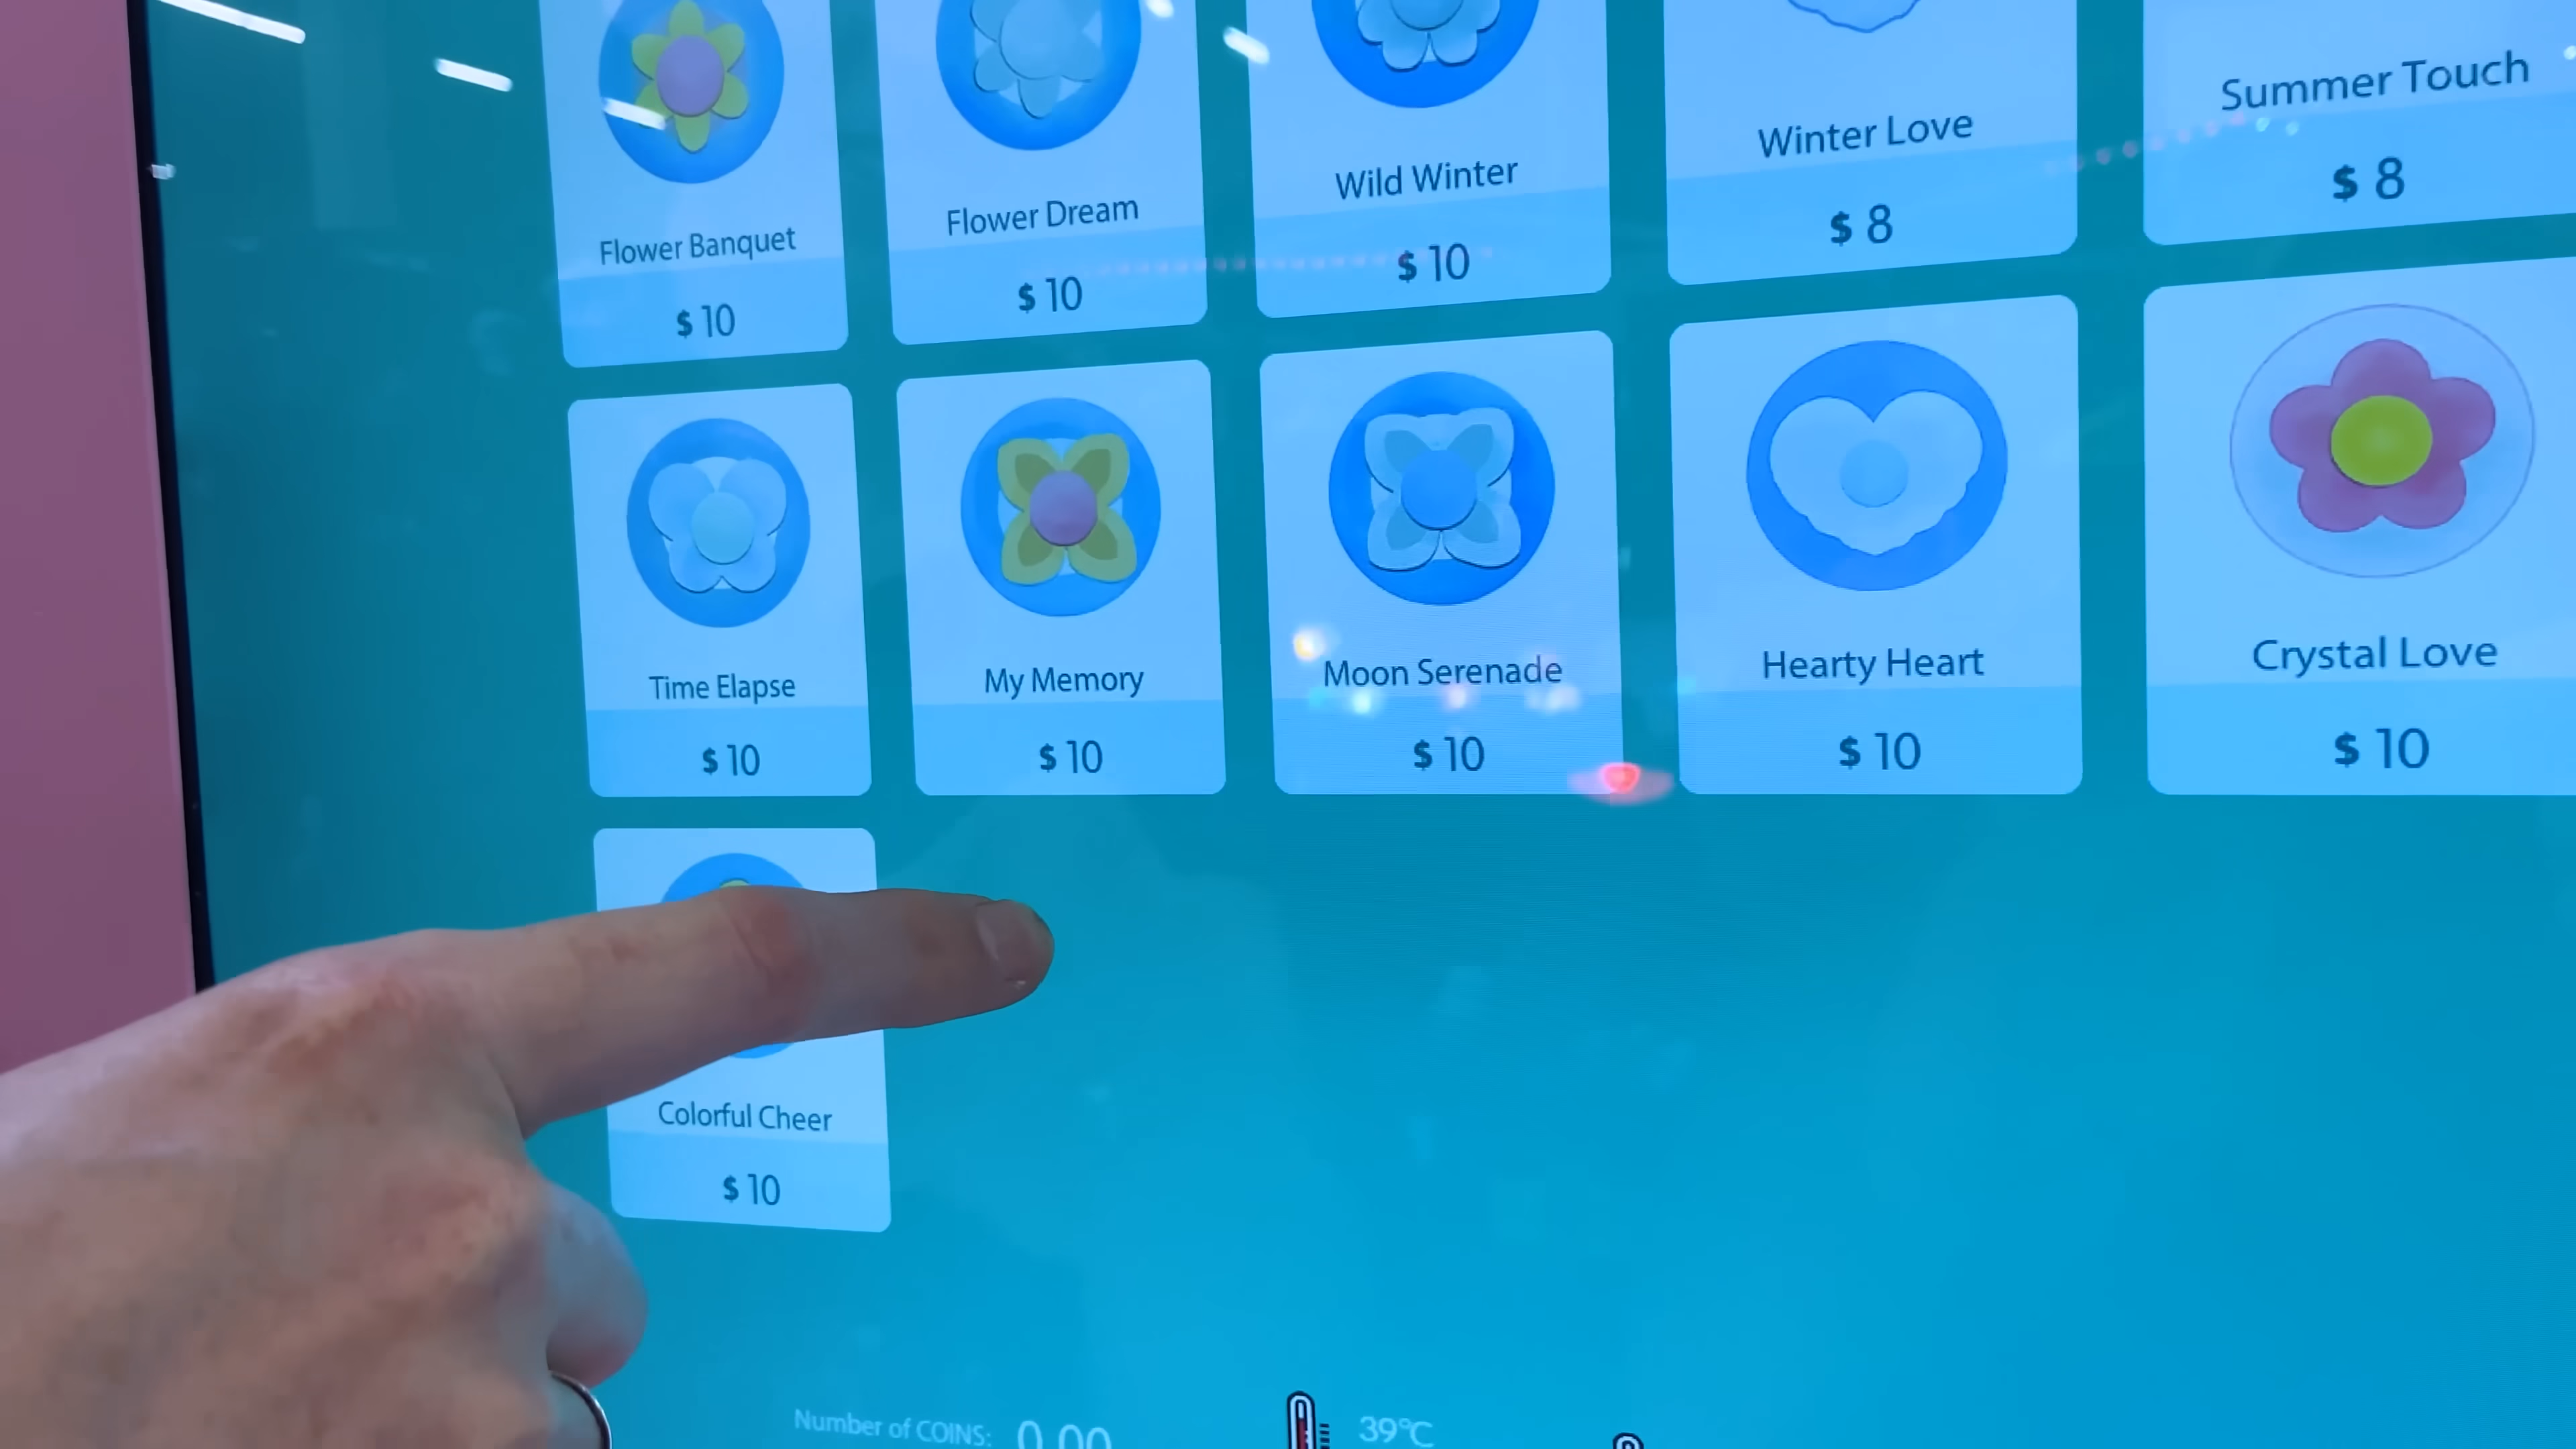 Flower Banquet
$ 10
Flower Dream
$ 10
Wild Winter
$ 10
Winter Love
$ 8
Summer Touch
$ 8
Time Elapse
$ 10
My Memory
$ 10
Moon Serenade
$ 10
Hearty Heart
$ 10
Crystal Love
$ 10
Colorful Cheer
$ 10
Number of COINS: 0.00
39℃